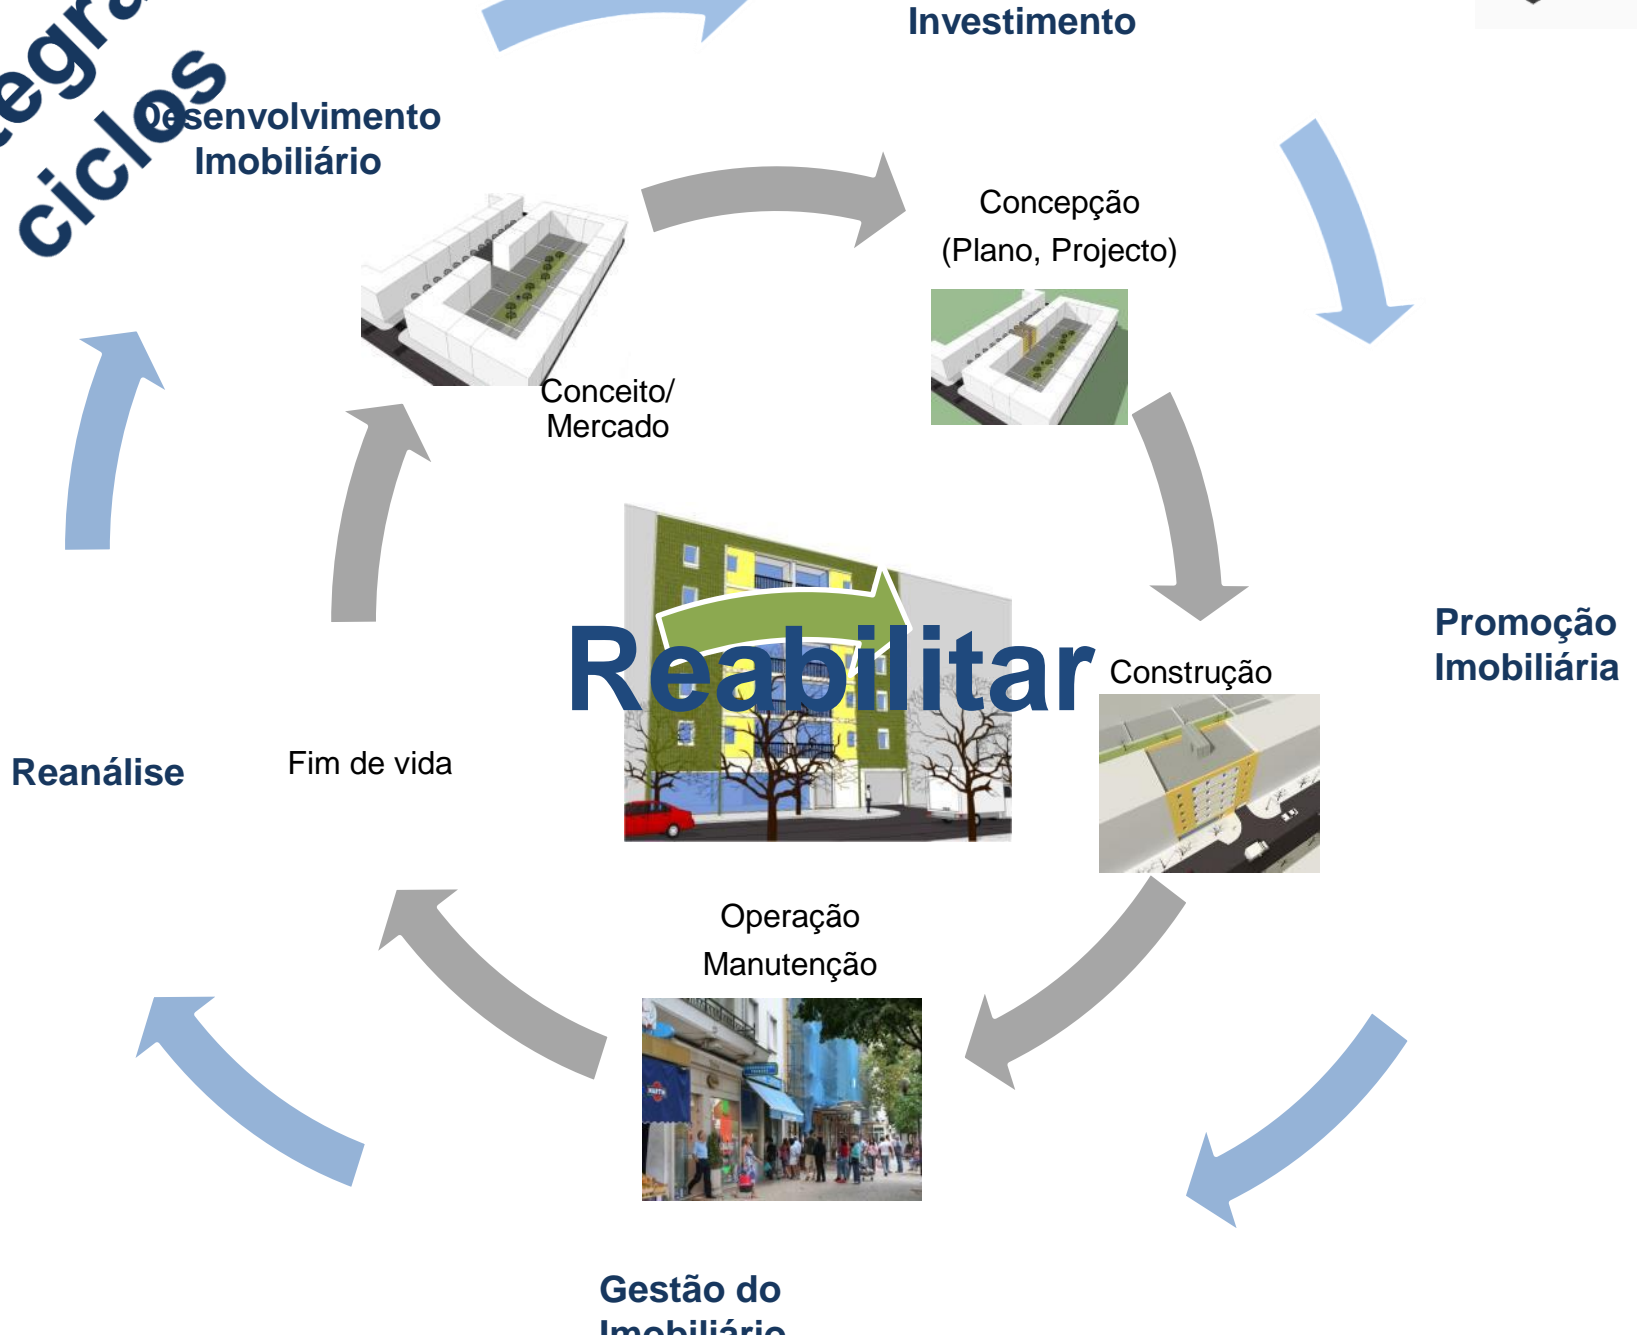 Investimento
ciclos
Desenvolvimento
Imobiliário
Concepção
(Plano, Projecto)
Conceito/
Mercado
Reabilitar
Promoção
Imobiliária
Construção
Reanálise
Fim de vida
Operação
Manutenção
Gestão do
Imobiliário